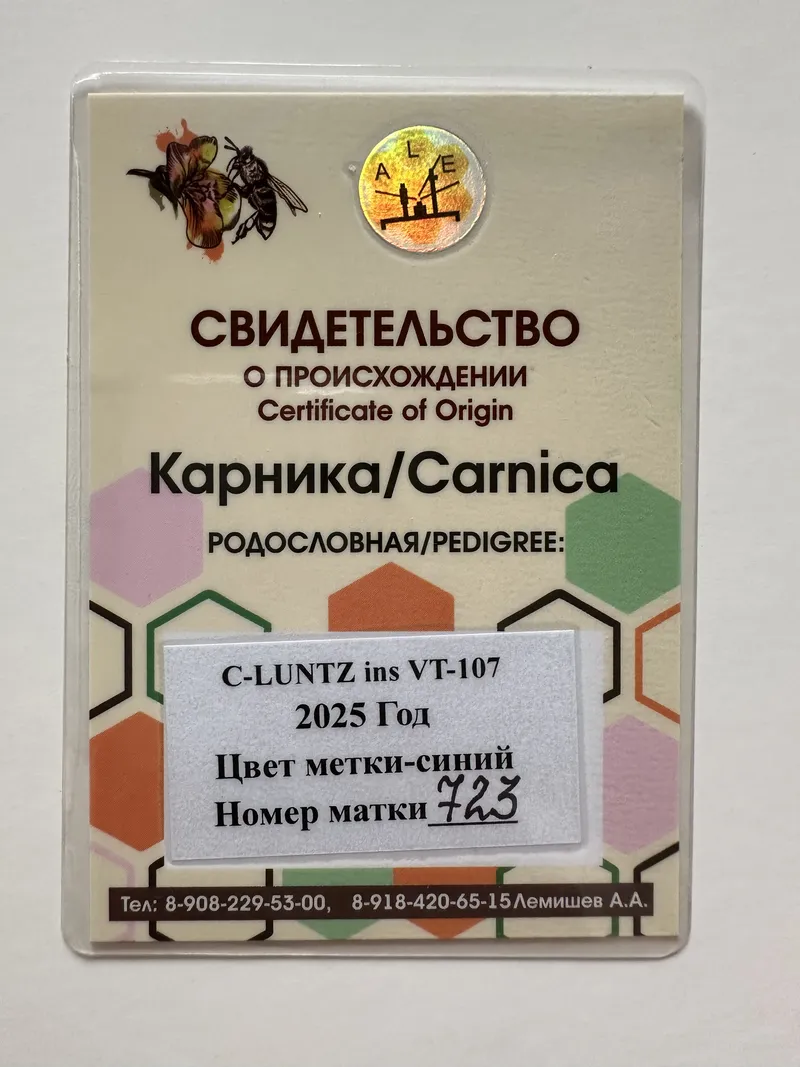 A L E
СВИДЕТЕЛЬСТВО
О ПРОИСХОЖДЕНИИ
Certificate of Origin
Карника/Carnica
РОДОСЛОВНАЯ/PEDIGREE:
C-LUNTZ ins VT-107
2025 Год
Цвет метки-синий
Номер матки 723
Тел: 8-908-229-53-00, 8-918-420-65-15 Лемишев А.А.